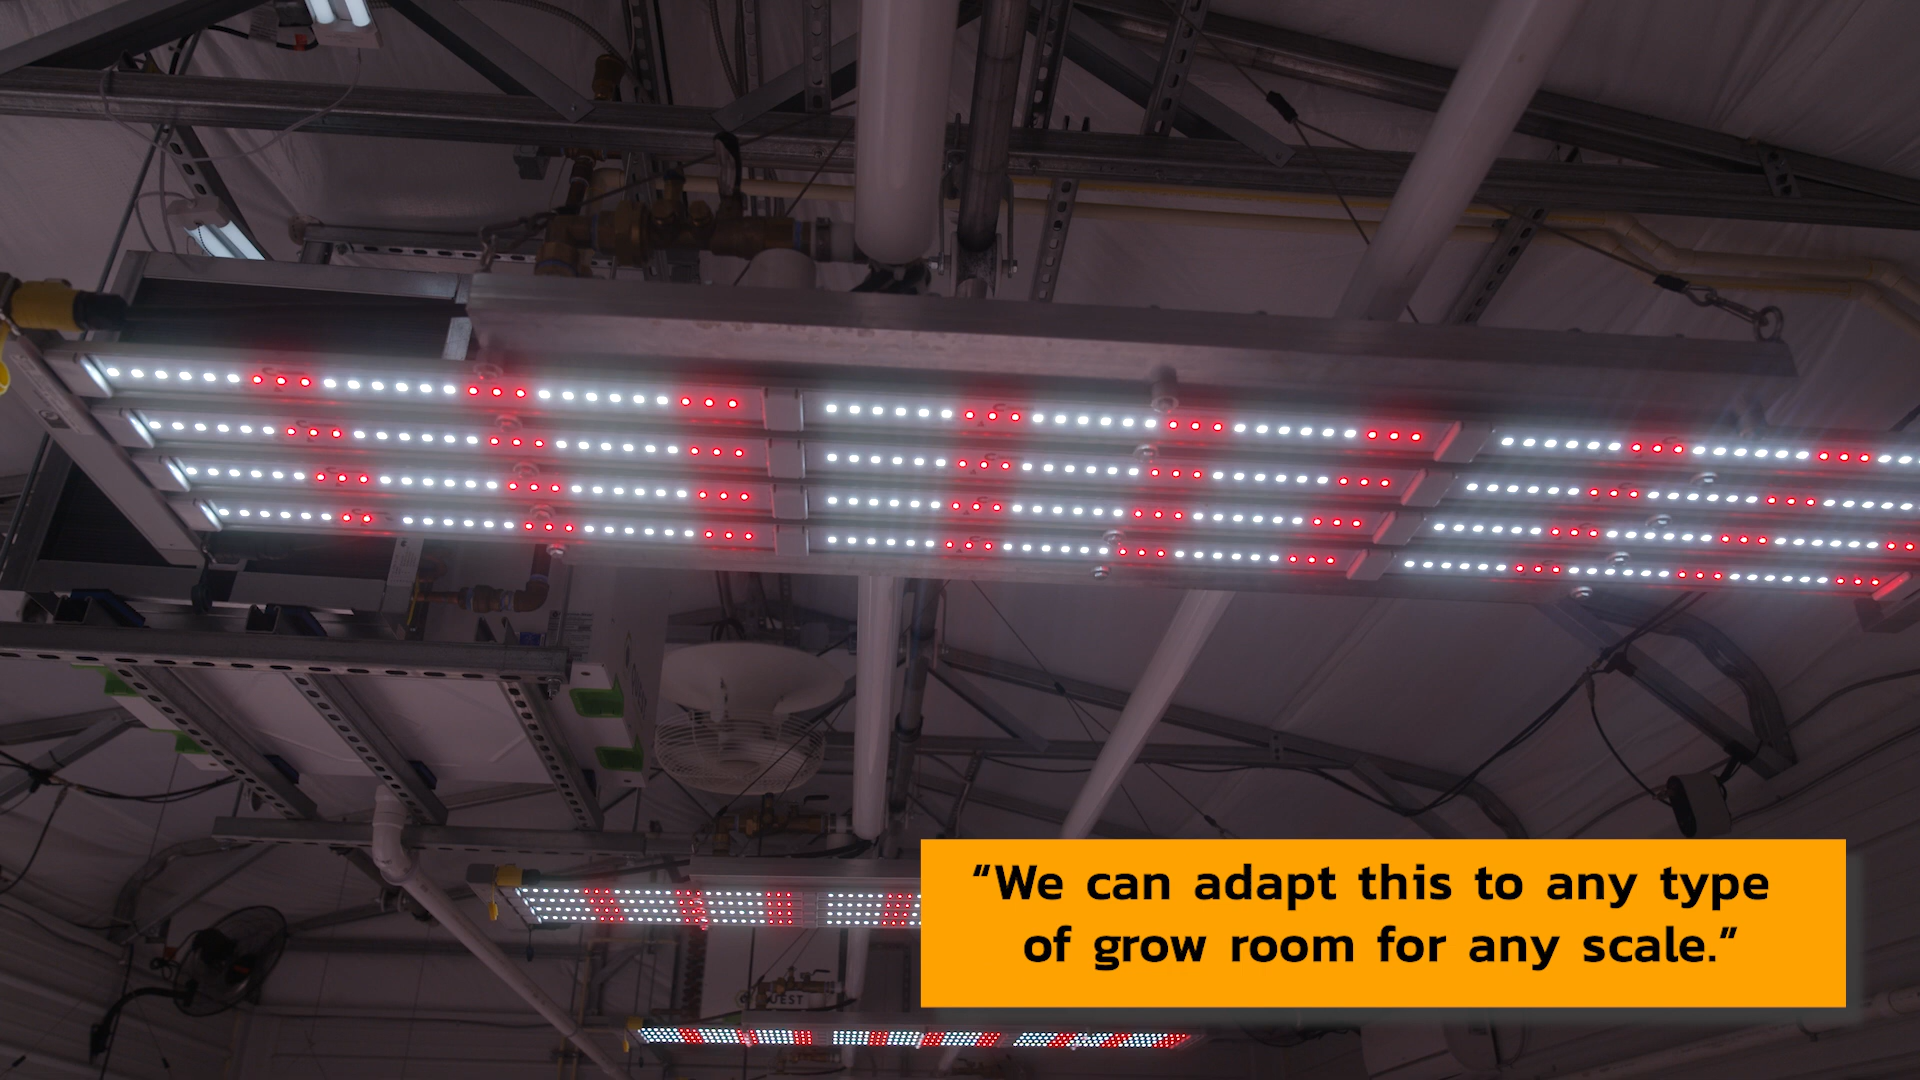 “We can adapt this to any type
of grow room for any scale.”